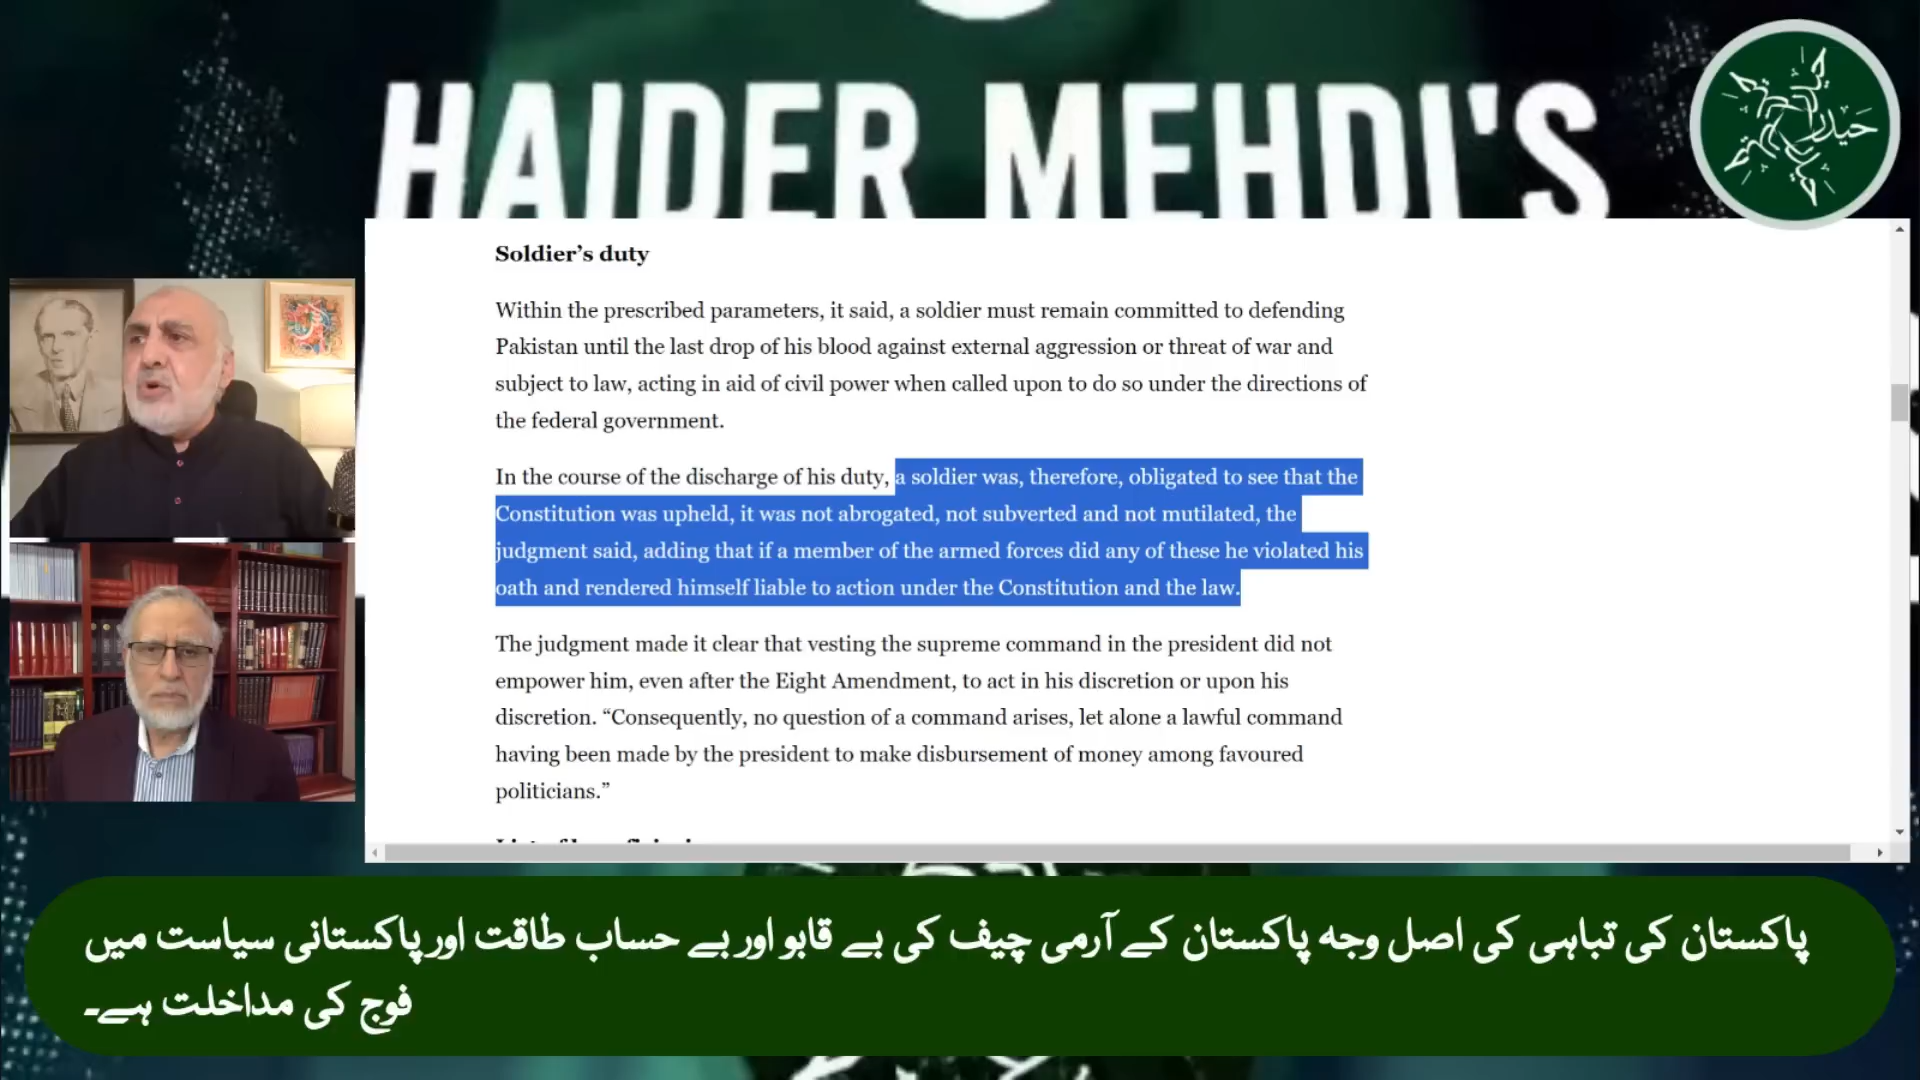 HAIDER MEHDI'S
حیدر
Soldier’s duty
Within the prescribed parameters, it said, a soldier must remain committed to defending
Pakistan until the last drop of his blood against external aggression or threat of war and
subject to law, acting in aid of civil power when called upon to do so under the directions of
the federal government.
In the course of the discharge of his duty, a soldier was, therefore, obligated to see that the
Constitution was upheld, it was not abrogated, not subverted and not mutilated, the
judgment said, adding that if a member of the armed forces did any of these he violated his
oath and rendered himself liable to action under the Constitution and the law.
The judgment made it clear that vesting the supreme command in the president did not
empower him, even after the Eight Amendment, to act in his discretion or upon his
discretion. “Consequently, no question of a command arises, let alone a lawful command
having been made by the president to make disbursement of money among favoured
politicians.”
پاکستان کی تباہی کی اصل وجہ پاکستان کے آرمی چیف کی بے قابو اور بے حساب طاقت اور پاکستانی سیاست میں
فوج کی مداخلت ہے۔